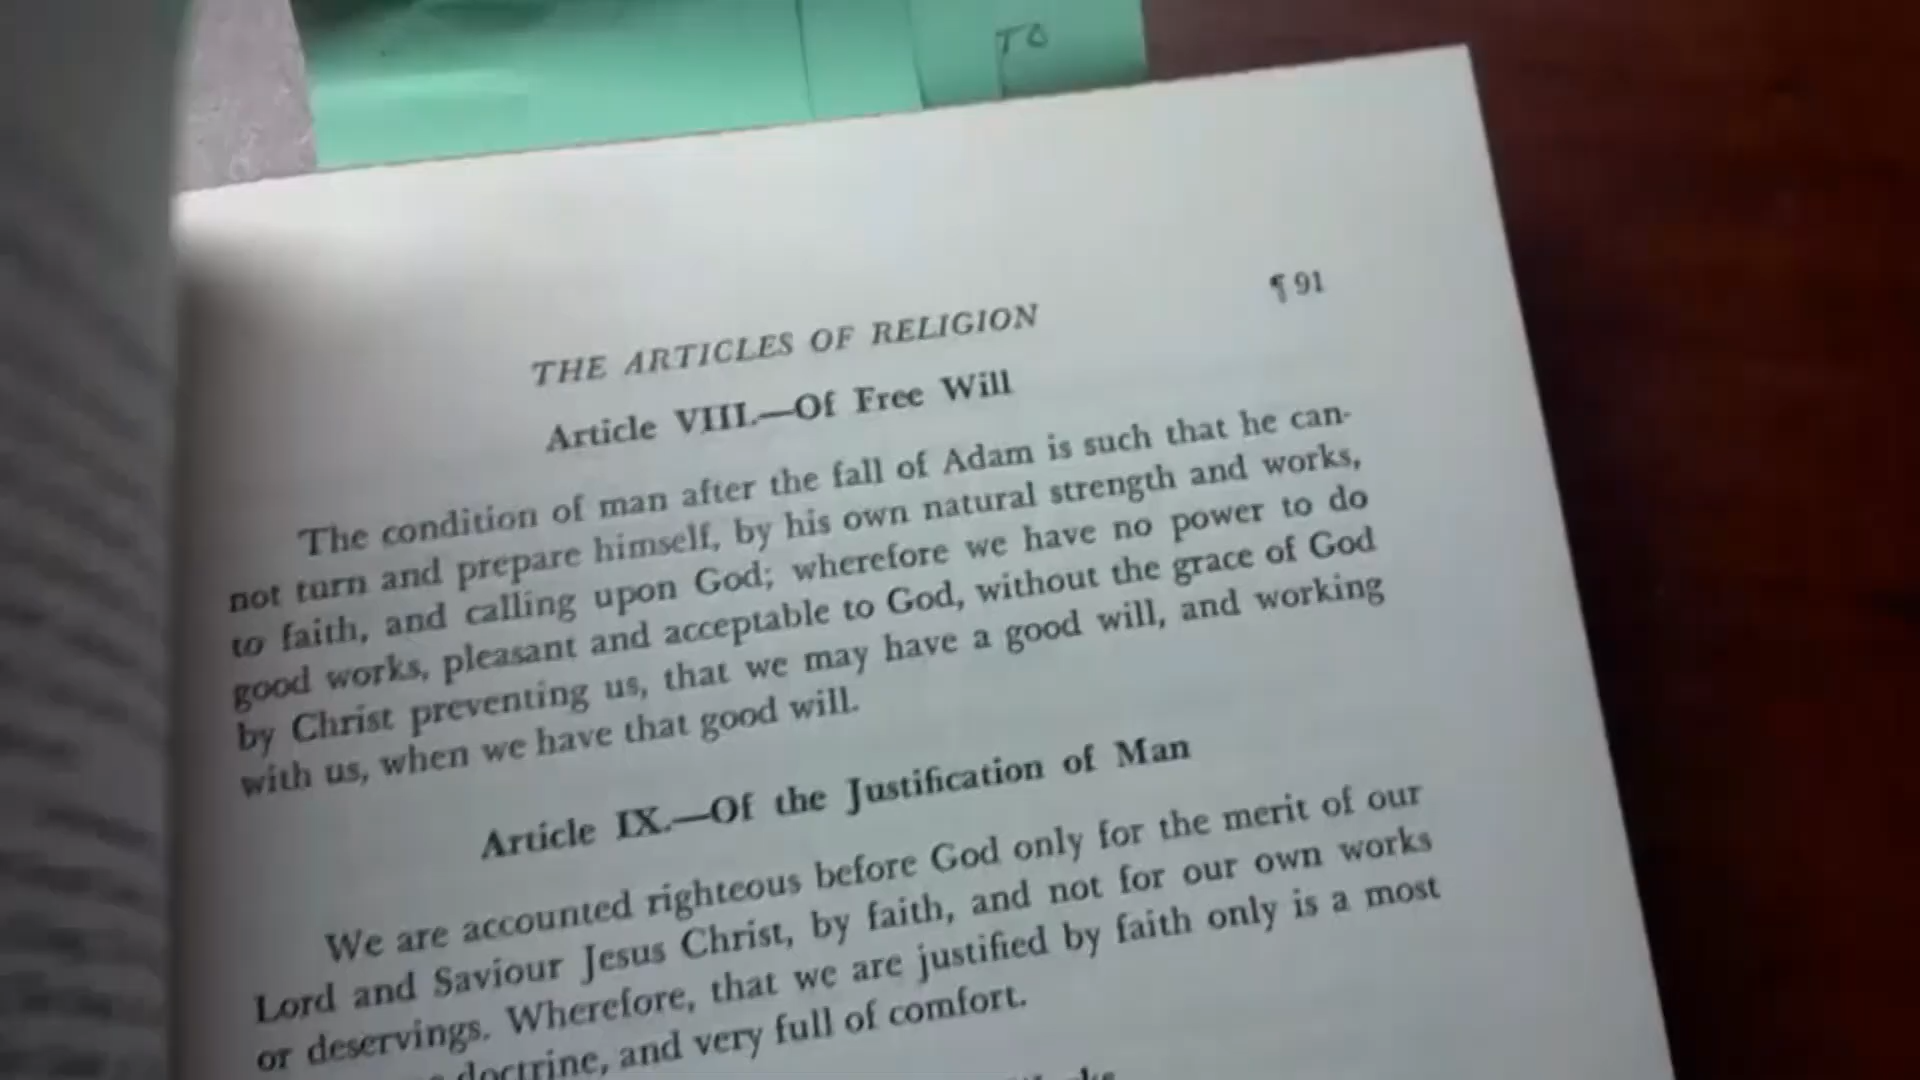 TO
¶ 91
THE ARTICLES OF RELIGION
Article VIII.—Of Free Will
The condition of man after the fall of Adam is such that he can-
not turn and prepare himself, by his own natural strength and works,
to faith, and calling upon God; wherefore we have no power to do
good works, pleasant and acceptable to God, without the grace of God
by Christ preventing us, that we may have a good will, and working
with us, when we have that good will.
Article IX.—Of the Justification of Man
We are accounted righteous before God only for the merit of our
Lord and Saviour Jesus Christ, by faith, and not for our own works
or deservings. Wherefore, that we are justified by faith only is a most
doctrine, and very full of comfort.